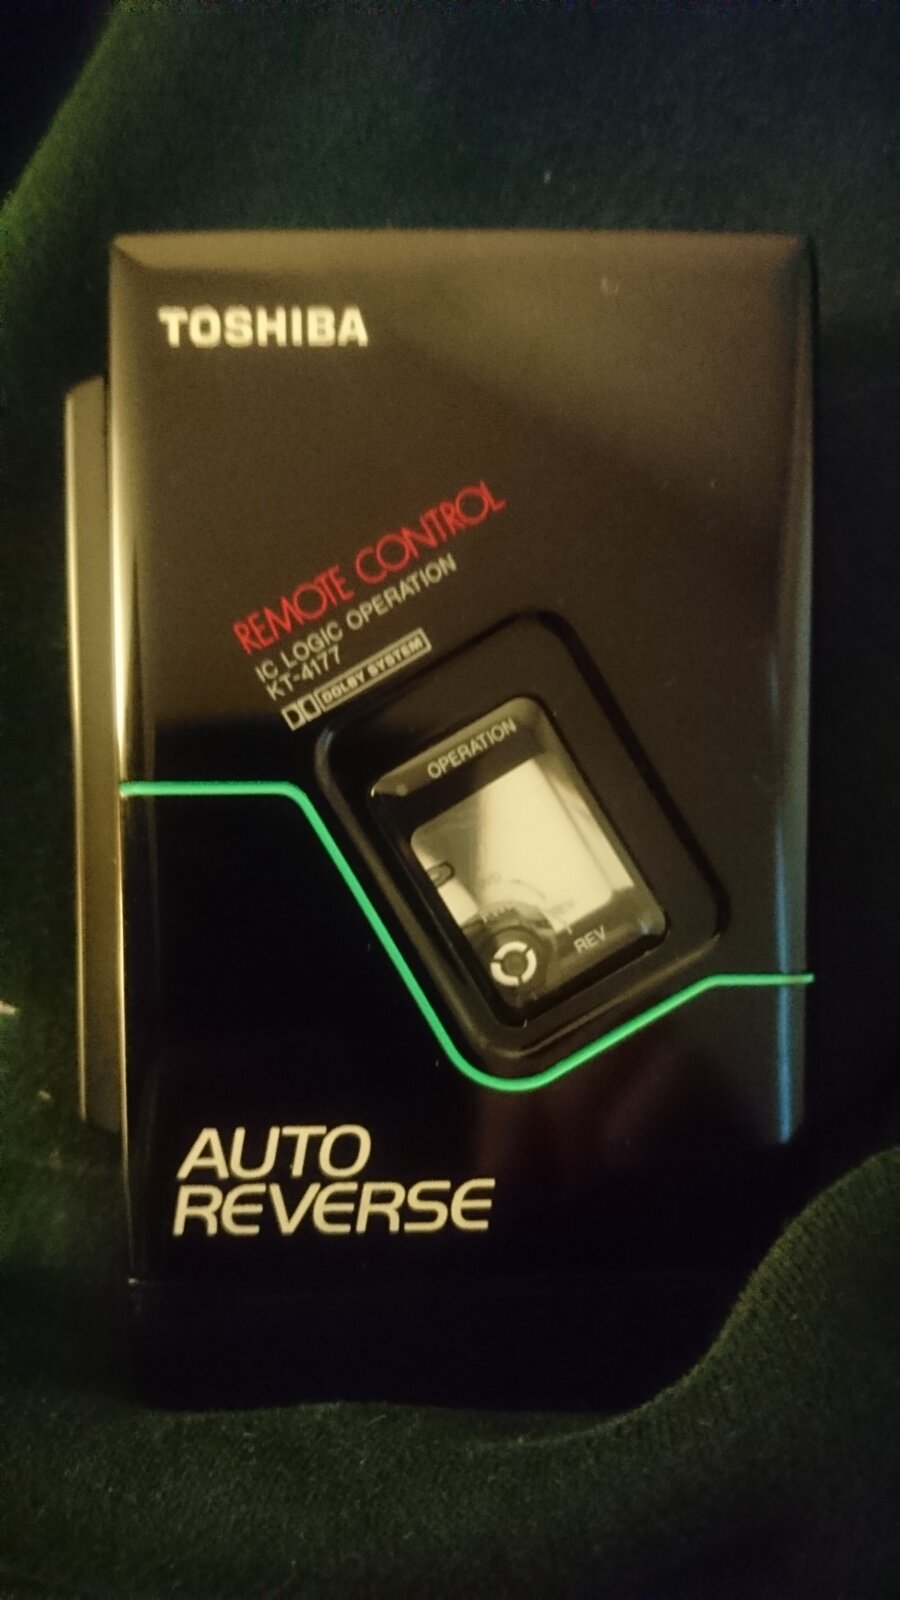 TOSHIBA
REMOTE CONTROL
IC LOGIC OPERATION
KT-4177
DOLBY SYSTEM
OPERATION
REV
AUTO
REVERSE